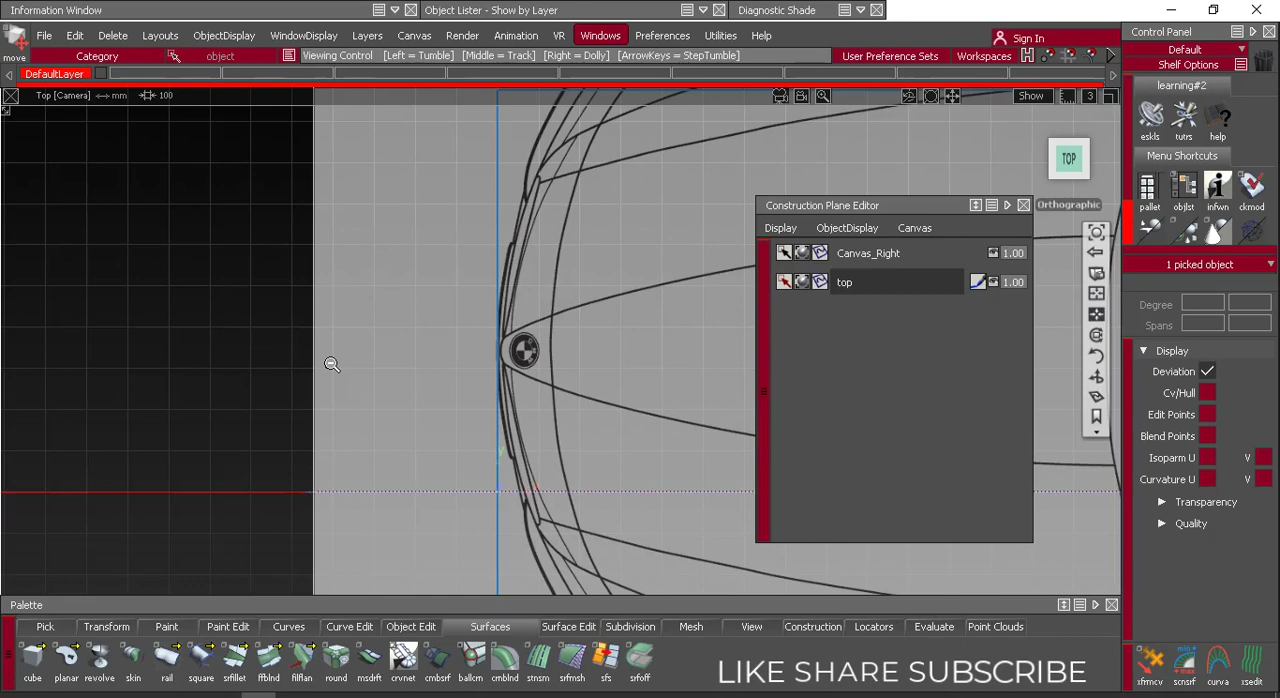 Information Window
Object Lister - Show by Layer
Diagnostic Shade
File Edit Delete Layouts ObjectDisplay WindowDisplay Layers Canvas Render Animation VR Windows Preferences Utilities Help
Sign In
Control Panel
Default
Shelf Options
move
Category
object
Viewing Control [Left = Tumble] [Middle = Track] [Right = Dolly] [ArrowKeys = StepTumble]
User Preference Sets
Workspaces
DefaultLayer
Top [Camera] mm 100
Show
3
learning#2
eskls tutrs help
Menu Shortcuts
pallet objlst infwn ckmod
TOP
Orthographic
Construction Plane Editor
Display ObjectDisplay Canvas
Canvas_Right 1.00
top 1.00
1 picked object
Degree
Spans
Display
Deviation
Cv/Hull
Edit Points
Blend Points
Isoparm U V
Curvature U V
Transparency
Quality
BMW
y
Palette
Pick Transform Paint Paint Edit Curves Curve Edit Object Edit Surfaces Surface Edit Subdivision Mesh View Construction Locators Evaluate Point Clouds
cube planar revolve skin rail square srfillet ffblnd filflan round msdrft crvnet cmbsrf ballcrn cmblnd stnsm srfmsh sfs srfoff
LIKE SHARE SUBSCRIBE
xfrmcv scnsrf curva xsedit